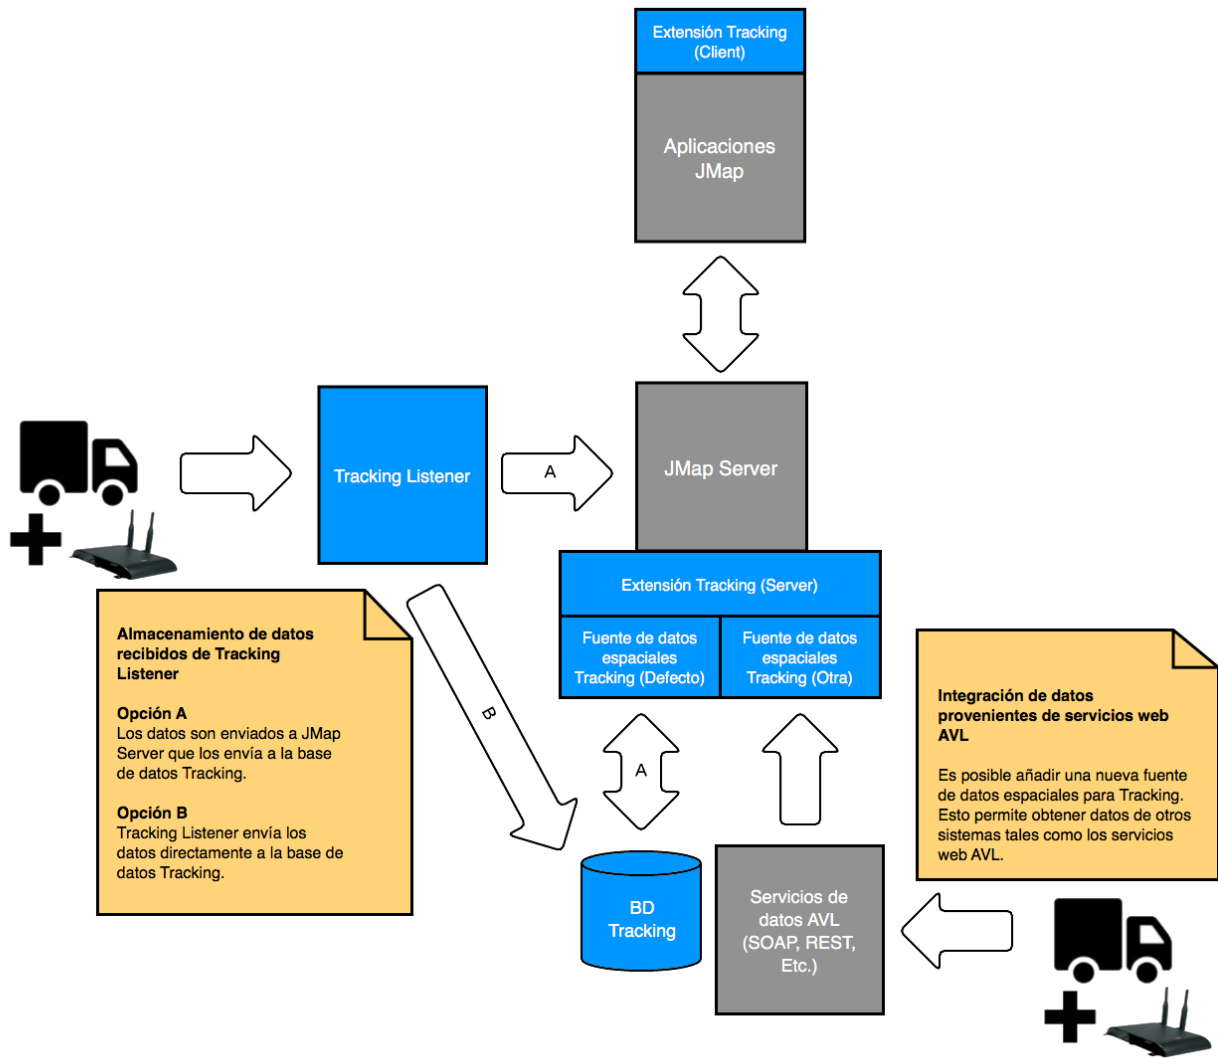 Extensión Tracking
(Client)
Aplicaciones
JMap
Tracking Listener
A
JMap Server
Extensión Tracking (Server)
Fuente de datos
espaciales
Tracking (Defecto)
Fuente de datos
espaciales
Tracking (Otra)
Almacenamiento de datos
recibidos de Tracking
Listener
Opción A
Los datos son enviados a JMap
Server que los envía a la base
de datos Tracking.
Opción B
Tracking Listener envía los
datos directamente a la base de
datos Tracking.
B
A
Integración de datos
provenientes de servicios web
AVL
Es posible añadir una nueva fuente
de datos espaciales para Tracking.
Esto permite obtener datos de otros
sistemas tales como los servicios
web AVL.
BD
Tracking
Servicios de
datos AVL
(SOAP, REST,
Etc.)